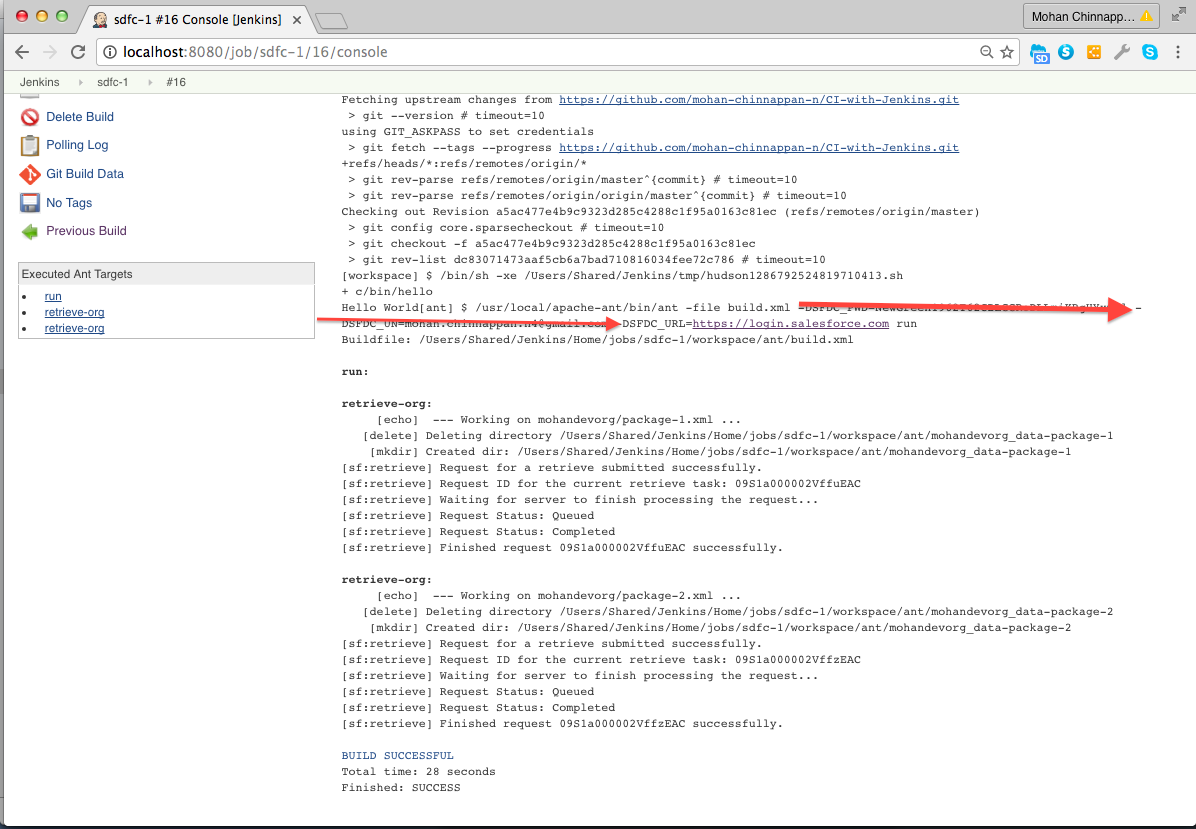 sdfc-1 #16 Console [Jenkins]
Mohan Chinnapp...
localhost:8080/job/sdfc-1/16/console
SD
Jenkins sdfc-1 #16
Delete Build
Polling Log
Git Build Data
No Tags
Previous Build
Executed Ant Targets
run
retrieve-org
retrieve-org
Fetching upstream changes from https://github.com/mohan-chinnappan-n/CI-with-Jenkins.git
> git --version # timeout=10
using GIT_ASKPASS to set credentials
> git fetch --tags --progress https://github.com/mohan-chinnappan-n/CI-with-Jenkins.git
+refs/heads/*:refs/remotes/origin/*
> git rev-parse refs/remotes/origin/master^{commit} # timeout=10
> git rev-parse refs/remotes/origin/origin/master^{commit} # timeout=10
Checking out Revision a5ac477e4b9c9323d285c4288c1f95a0163c81ec (refs/remotes/origin/master)
> git config core.sparsecheckout # timeout=10
> git checkout -f a5ac477e4b9c9323d285c4288c1f95a0163c81ec
> git rev-list dc83071473aaf5cb6a7bad710816034fee72c786 # timeout=10
[workspace] $ /bin/sh -xe /Users/Shared/Jenkins/tmp/hudson1286792524819710413.sh
+ c/bin/hello
Hello World[ant] $ /usr/local/apache-ant/bin/ant -file build.xml -
DSFDC_URL=https://login.salesforce.com run
Buildfile: /Users/Shared/Jenkins/Home/jobs/sdfc-1/workspace/ant/build.xml
run:
retrieve-org:
[echo] --- Working on mohandevorg/package-1.xml ...
[delete] Deleting directory /Users/Shared/Jenkins/Home/jobs/sdfc-1/workspace/ant/mohandevorg_data-package-1
[mkdir] Created dir: /Users/Shared/Jenkins/Home/jobs/sdfc-1/workspace/ant/mohandevorg_data-package-1
[sf:retrieve] Request for a retrieve submitted successfully.
[sf:retrieve] Request ID for the current retrieve task: 09S1a000002VffuEAC
[sf:retrieve] Waiting for server to finish processing the request...
[sf:retrieve] Request Status: Queued
[sf:retrieve] Request Status: Completed
[sf:retrieve] Finished request 09S1a000002VffuEAC successfully.
retrieve-org:
[echo] --- Working on mohandevorg/package-2.xml ...
[delete] Deleting directory /Users/Shared/Jenkins/Home/jobs/sdfc-1/workspace/ant/mohandevorg_data-package-2
[mkdir] Created dir: /Users/Shared/Jenkins/Home/jobs/sdfc-1/workspace/ant/mohandevorg_data-package-2
[sf:retrieve] Request for a retrieve submitted successfully.
[sf:retrieve] Request ID for the current retrieve task: 09S1a000002VffzEAC
[sf:retrieve] Waiting for server to finish processing the request...
[sf:retrieve] Request Status: Queued
[sf:retrieve] Request Status: Completed
[sf:retrieve] Finished request 09S1a000002VffzEAC successfully.
BUILD SUCCESSFUL
Total time: 28 seconds
Finished: SUCCESS